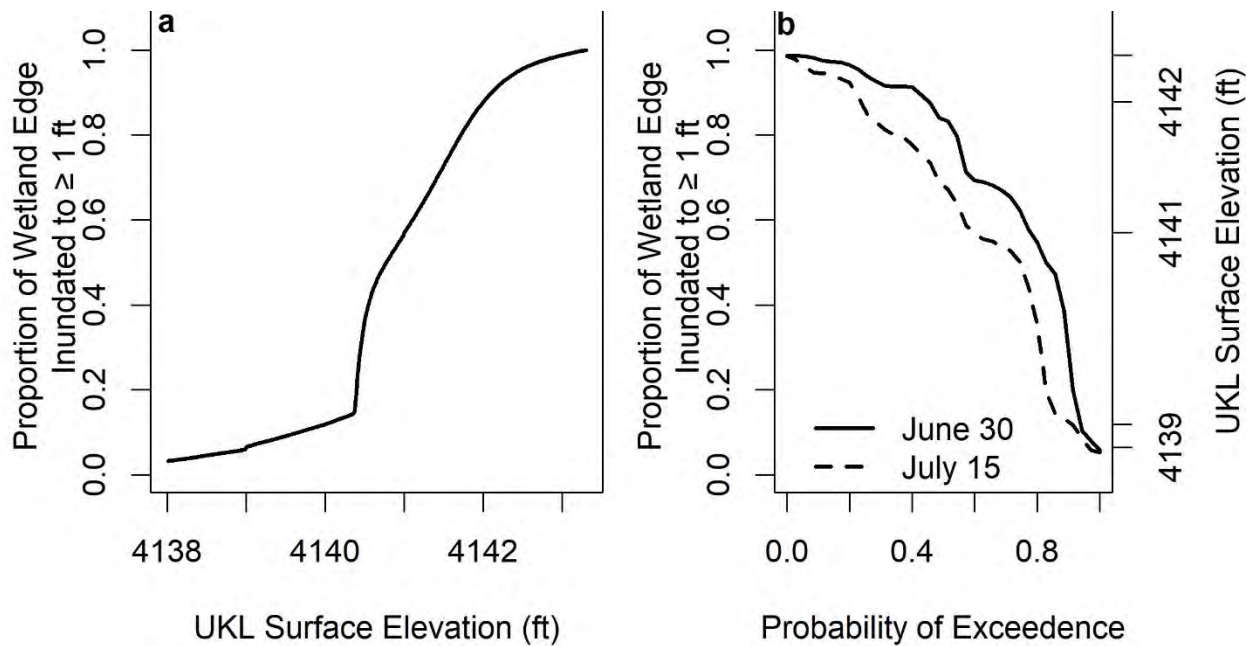 a
Proportion of Wetland Edge
Inundated to ≥ 1 ft
1.0
0.8
0.6
0.4
0.2
0.0
4138
4140
4142
UKL Surface Elevation (ft)
b
Proportion of Wetland Edge
Inundated to ≥ 1 ft
1.0
0.8
0.6
0.4
0.2
0.0
June 30
July 15
0.0
0.4
0.8
Probability of Exceedence
4142
4141
4139
UKL Surface Elevation (ft)